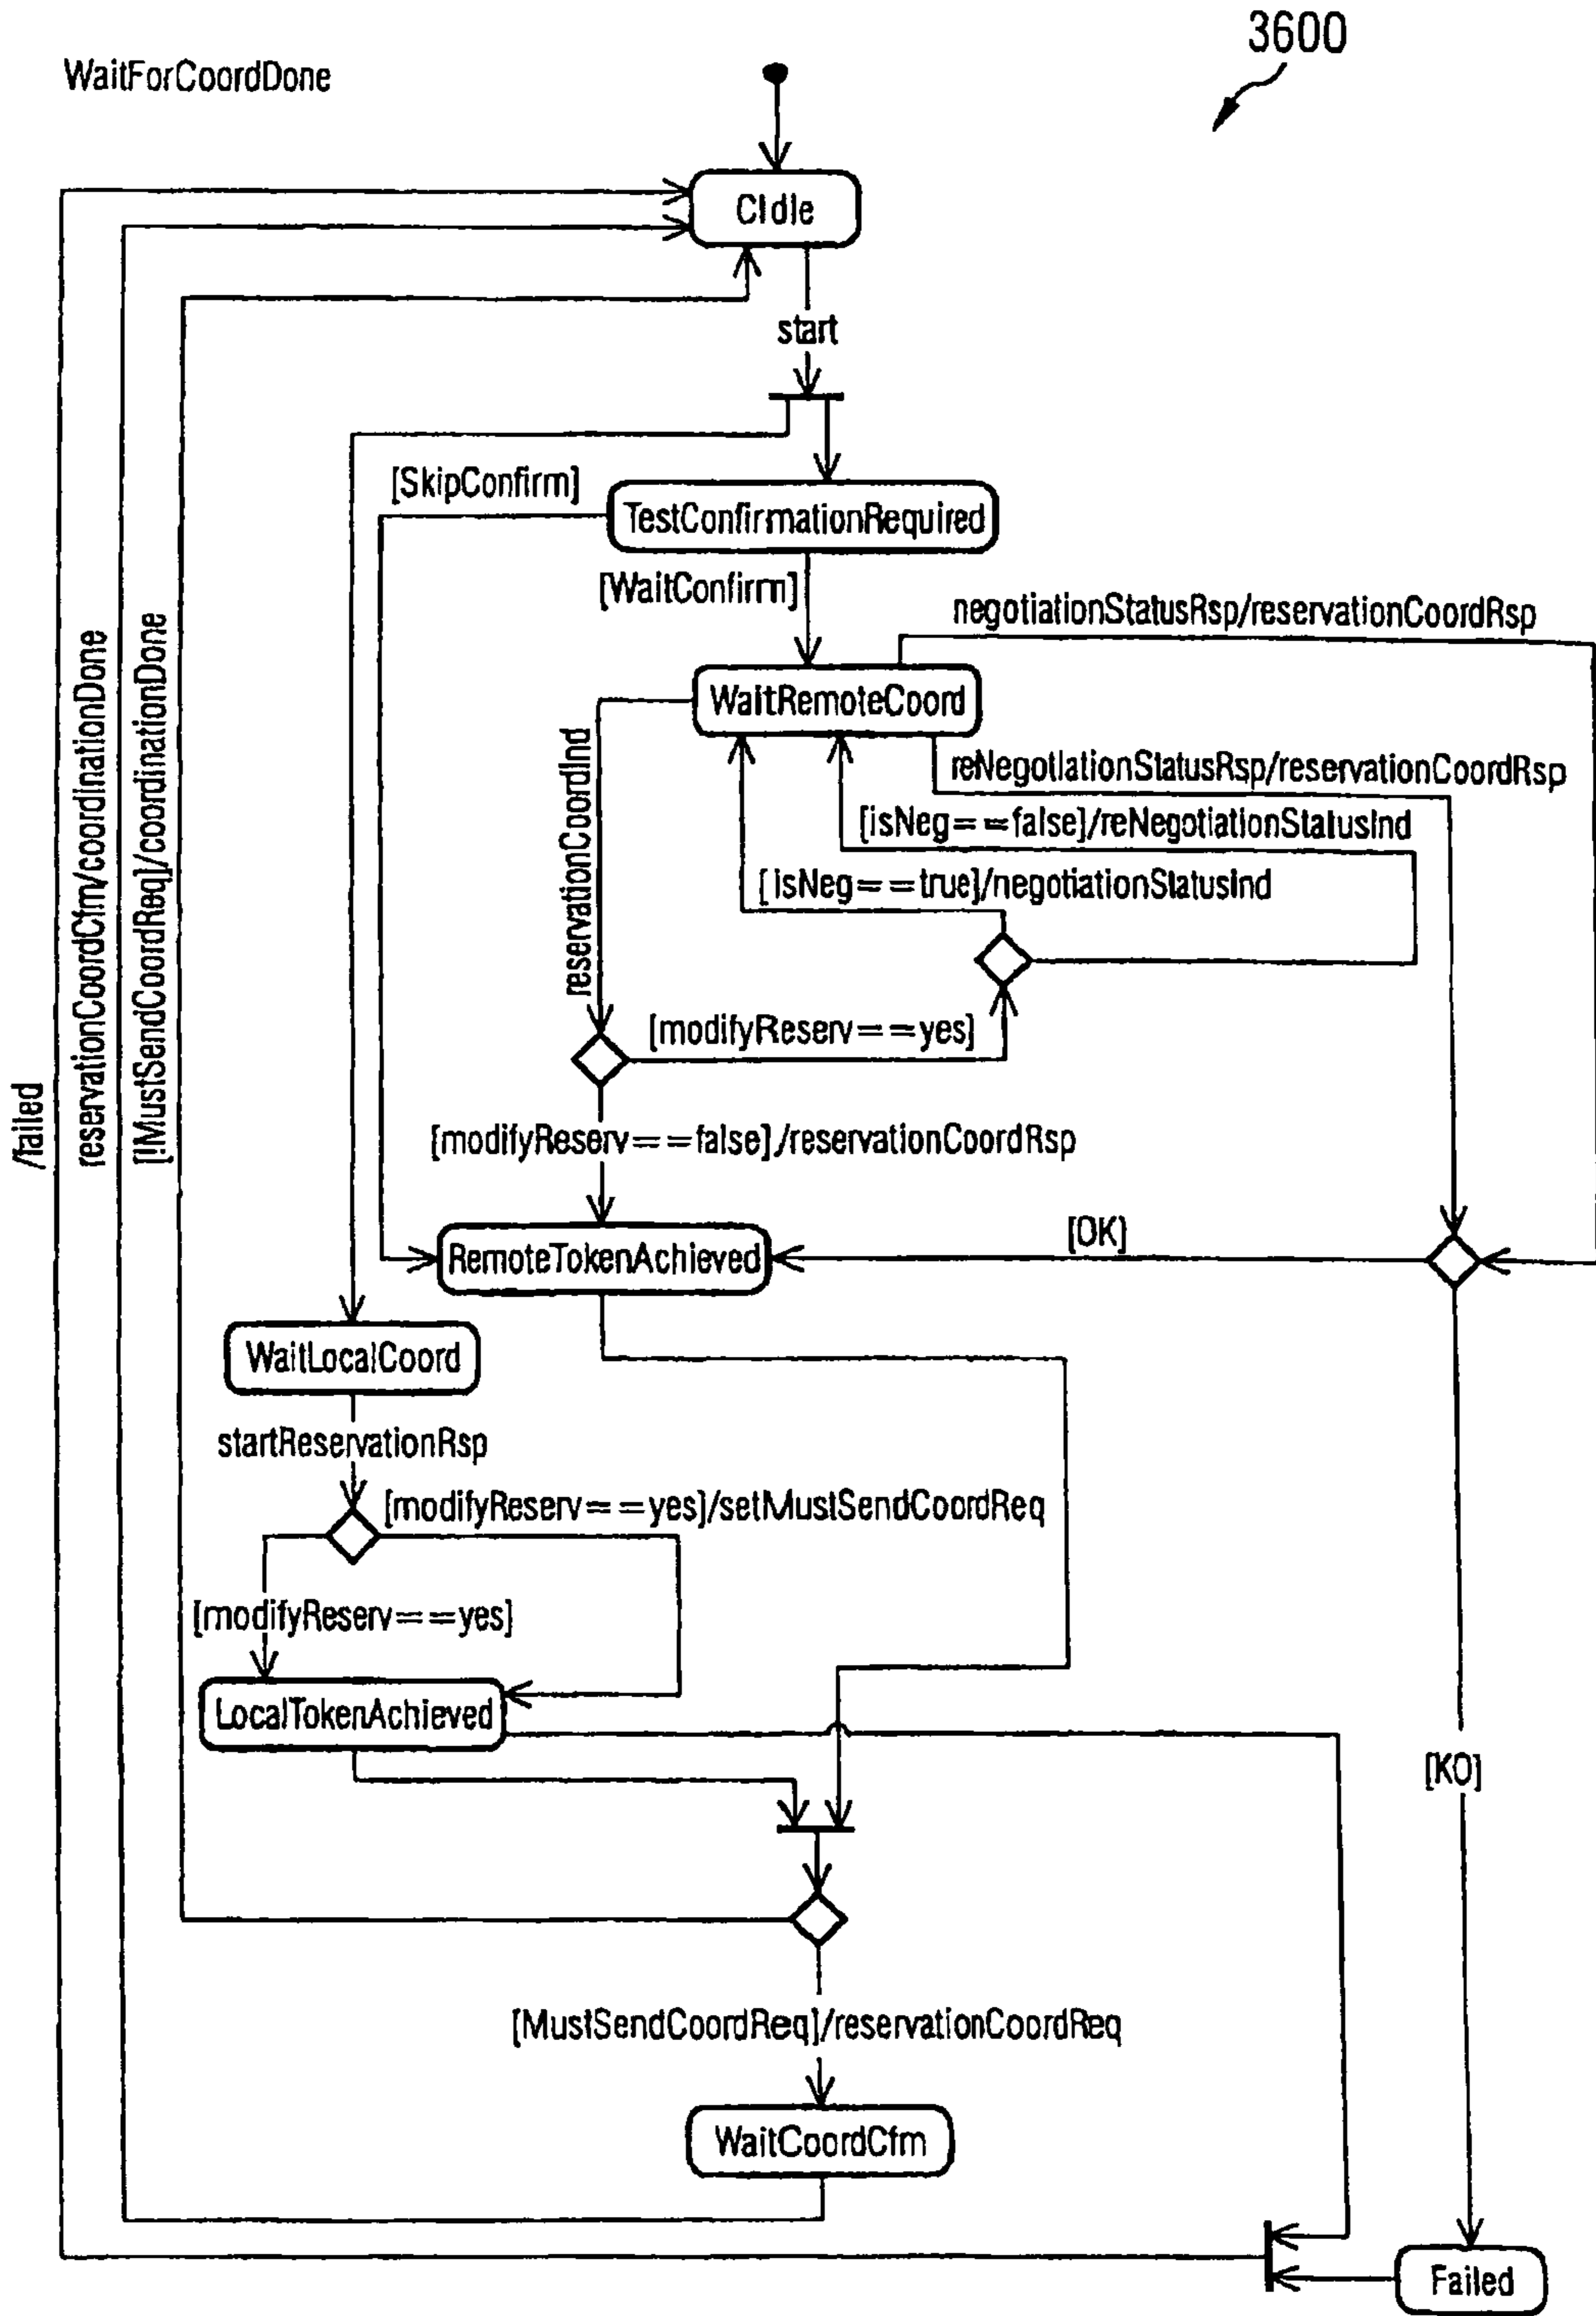 3600
WaitForCoordDone
CIdle
start
[SkipConfirm]
TestConfirmationRequired
[WaitConfirm]
negotiationStatusRsp/reservationCoordRsp
WaitRemoteCoord
reNegotiationStatusRsp/reservationCoordRsp
[isNeg==false]/reNegotiationStatusInd
[isNeg==true]/negotiationStatusInd
reservationCoordInd
[modifyReserv==yes]
[modifyReserv==false]/reservationCoordRsp
/failed
reservationCoordCfm/coordinationDone
[!MustSendCoordReq]/coordinationDone
[OK]
RemoteTokenAchieved
WaitLocalCoord
startReservationRsp
[modifyReserv==yes]/setMustSendCoordReq
[modifyReserv==yes]
LocalTokenAchieved
[KO]
[MustSendCoordReq]/reservationCoordReq
WaitCoordCfm
Failed